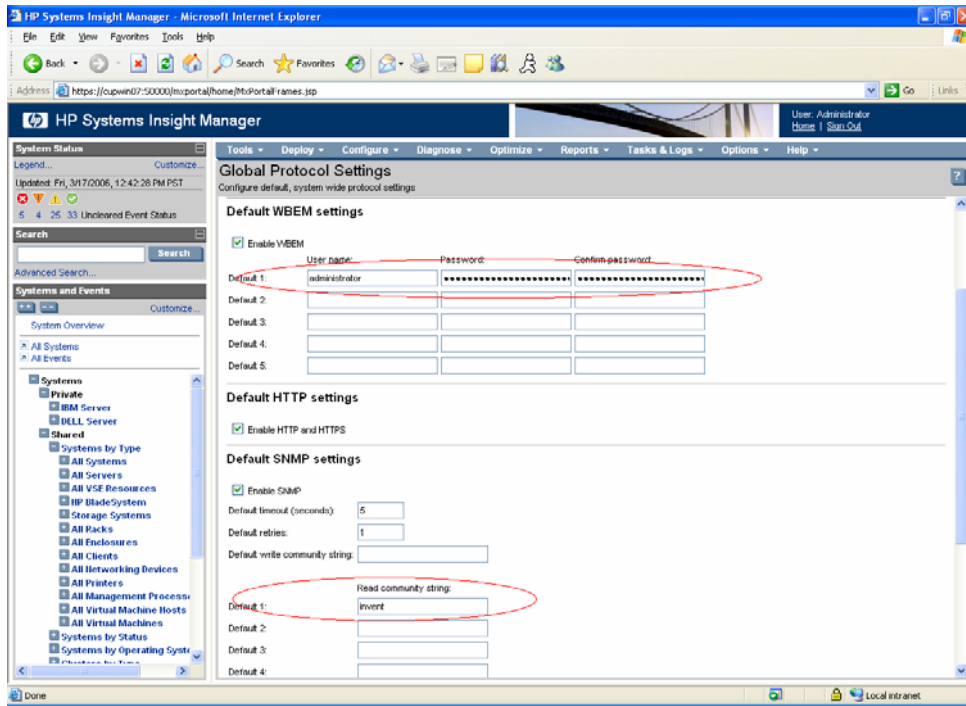 HP Systems Insight Manager - Microsoft Internet Explorer
File Edit View Favorites Tools Help
Back Search Favorites
Address https://cupwin07:50000/mxportal/home/MxPortalFrames.jsp Go Links
hp HP Systems Insight Manager
User: Administrator
Home | Sign Out
System Status
Legend... Customize...
Updated: Fri, 3/17/2006, 12:42:28 PM PST
5 4 25 33 Uncleared Event Status
Search
Search
Advanced Search...
Systems and Events
Customize...
System Overview
All Systems
All Events
Systems
Private
IBM Server
DELL Server
Shared
Systems by Type
All Systems
All Servers
All VSE Resources
HP BladeSystem
Storage Systems
All Racks
All Enclosures
All Clients
All Networking Devices
All Printers
All Management Process
All Virtual Machine Hosts
All Virtual Machines
Systems by Status
Systems by Operating Syste
Tools Deploy Configure Diagnose Optimize Reports Tasks & Logs Options Help
Global Protocol Settings
?
Configure default, system wide protocol settings
Default WBEM settings
Enable WBEM
User name: Password: Confirm password:
Default 1: administrator
Default 2:
Default 3:
Default 4:
Default 5:
Default HTTP settings
Enable HTTP and HTTPS
Default SNMP settings
Enable SNMP
Default timeout (seconds): 5
Default retries: 1
Default write community string:
Read community string:
Default 1: invent
Default 2:
Default 3:
Default 4:
Done
Local intranet